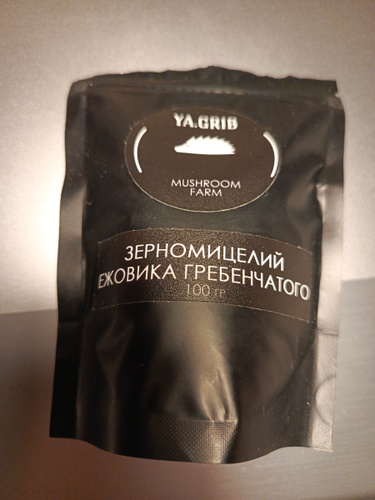 YA.GRIB
MUSHROOM
FARM
ЗЕРНОМИЦЕЛИЙ
ЕЖОВИКА ГРЕБЕНЧАТОГО
100 ГР